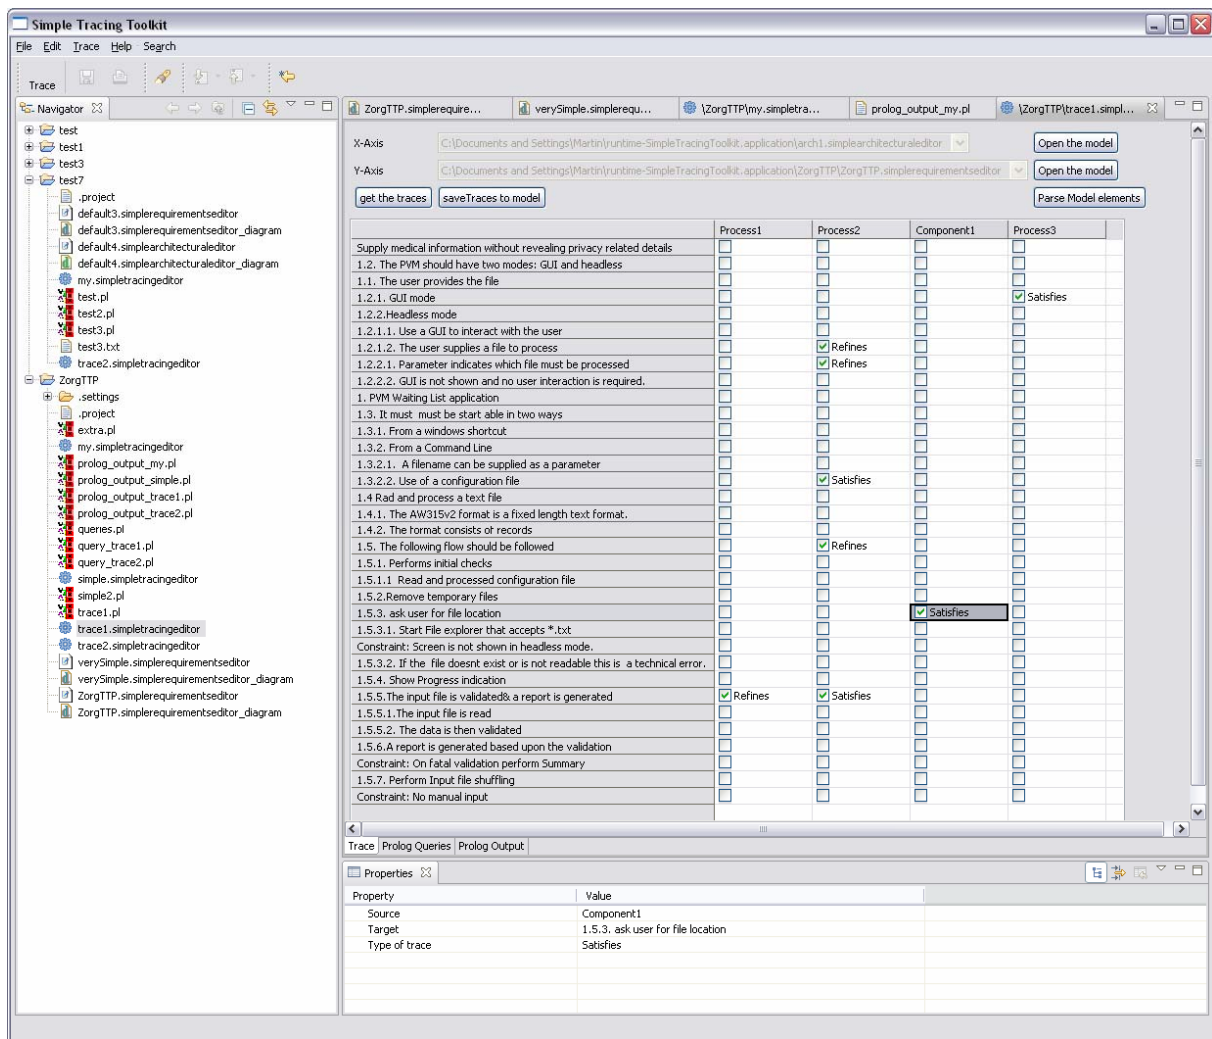 Simple Tracing Toolkit
File Edit Trace Help Search
Trace
Navigator
test
test1
test3
test7
.project
default3.simplerequirementseditor
default3.simplerequirementseditor_diagram
default4.simplearchitecturaleditor
default4.simplearchitecturaleditor_diagram
my.simpletracingeditor
test.pl
test2.pl
test3.pl
test3.txt
trace2.simpletracingeditor
ZorgTTP
.settings
.project
extra.pl
my.simpletracingeditor
prolog_output_my.pl
prolog_output_simple.pl
prolog_output_trace1.pl
prolog_output_trace2.pl
queries.pl
query_trace1.pl
query_trace2.pl
simple.simpletracingeditor
simple2.pl
trace1.pl
trace1.simpletracingeditor
trace2.simpletracingeditor
verySimple.simplerequirementseditor
verySimple.simplerequirementseditor_diagram
ZorgTTP.simplerequirementseditor
ZorgTTP.simplerequirementseditor_diagram
ZorgTTP.simplerequire... verySimple.simplerequ... \ZorgTTP\my.simpletra... prolog_output_my.pl \ZorgTTP\trace1.simpl...
X-Axis C:\Documents and Settings\Martin\runtime-SimpleTracingToolkit.application\arch1.simplearchitecturaleditor Open the model
Y-Axis C:\Documents and Settings\Martin\runtime-SimpleTracingToolkit.application\ZorgTTP\ZorgTTP.simplerequirementseditor Open the model
get the traces saveTraces to model Parse Model elements
Process1 Process2 Component1 Process3
Supply medical information without revealing privacy related details
1.2. The PVM should have two modes: GUI and headless
1.1. The user provides the file
1.2.1. GUI mode Satisfies
1.2.2.Headless mode
1.2.1.1. Use a GUI to interact with the user
1.2.1.2. The user supplies a file to process Refines
1.2.2.1. Parameter indicates which file must be processed Refines
1.2.2.2. GUI is not shown and no user interaction is required.
1. PVM Waiting List application
1.3. It must must be start able in two ways
1.3.1. From a windows shortcut
1.3.2. From a Command Line
1.3.2.1. A filename can be supplied as a parameter
1.3.2.2. Use of a configuration file Satisfies
1.4 Rad and process a text file
1.4.1. The AW315v2 format is a fixed length text format.
1.4.2. The format consists of records
1.5. The following flow should be followed Refines
1.5.1. Performs initial checks
1.5.1.1 Read and processed configuration file
1.5.2.Remove temporary files
1.5.3. ask user for file location Satisfies
1.5.3.1. Start File explorer that accepts *.txt
Constraint: Screen is not shown in headless mode.
1.5.3.2. If the file doesnt exist or is not readable this is a technical error.
1.5.4. Show Progress indication
1.5.5.The input file is validated& a report is generated Refines Satisfies
1.5.5.1.The input file is read
1.5.5.2. The data is then validated
1.5.6.A report is generated based upon the validation
Constraint: On fatal validation perform Summary
1.5.7. Perform Input file shuffling
Constraint: No manual input
Trace Prolog Queries Prolog Output
Properties
Property Value
Source Component1
Target 1.5.3. ask user for file location
Type of trace Satisfies